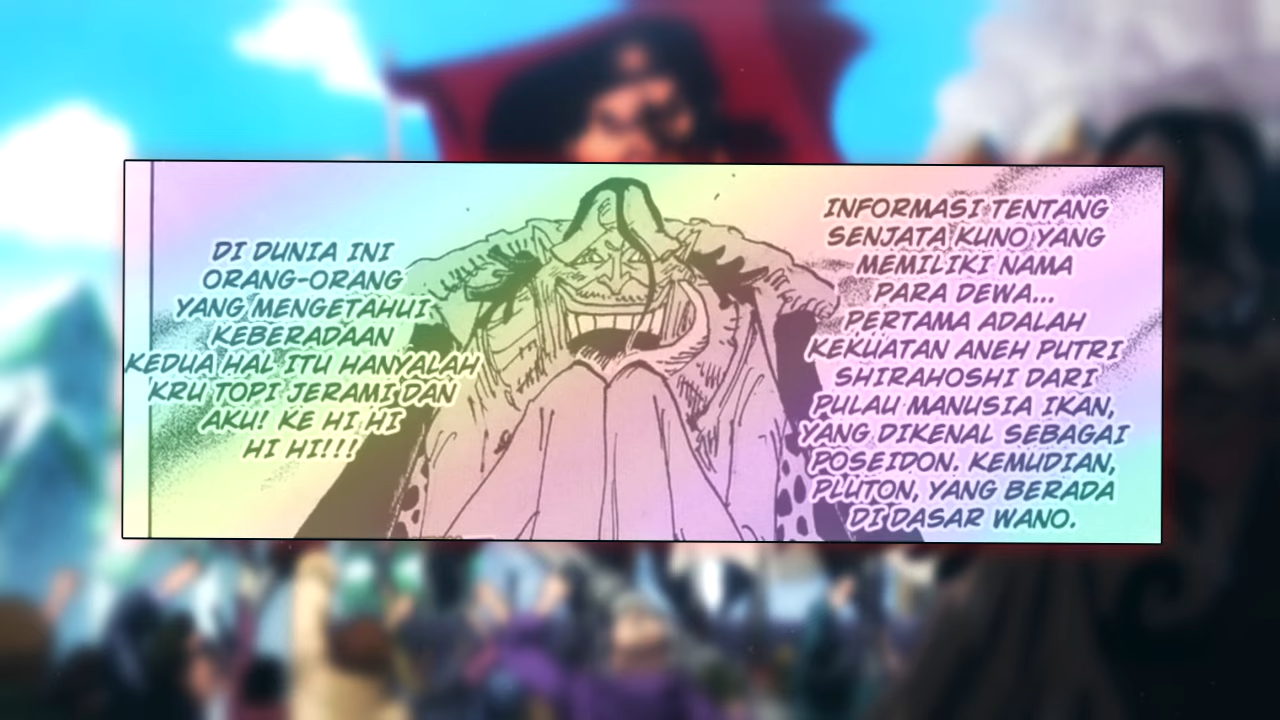 INFORMASI TENTANG
SENJATA KUNO YANG
MEMILIKI NAMA
PARA DEWA...
PERTAMA ADALAH
KEKUATAN ANEH PUTRI
SHIRAHOSHI DARI
PULAU MANUSIA IKAN,
YANG DIKENAL SEBAGAI
POSEIDON. KEMUDIAN,
PLUTON, YANG BERADA
DI DASAR WANO.
DI DUNIA INI
ORANG-ORANG
YANG MENGETAHUI
KEBERADAAN
KEDUA HAL ITU HANYALAH
KRU TOPI JERAMI DAN
AKU! KE HI HI
HI HI!!!